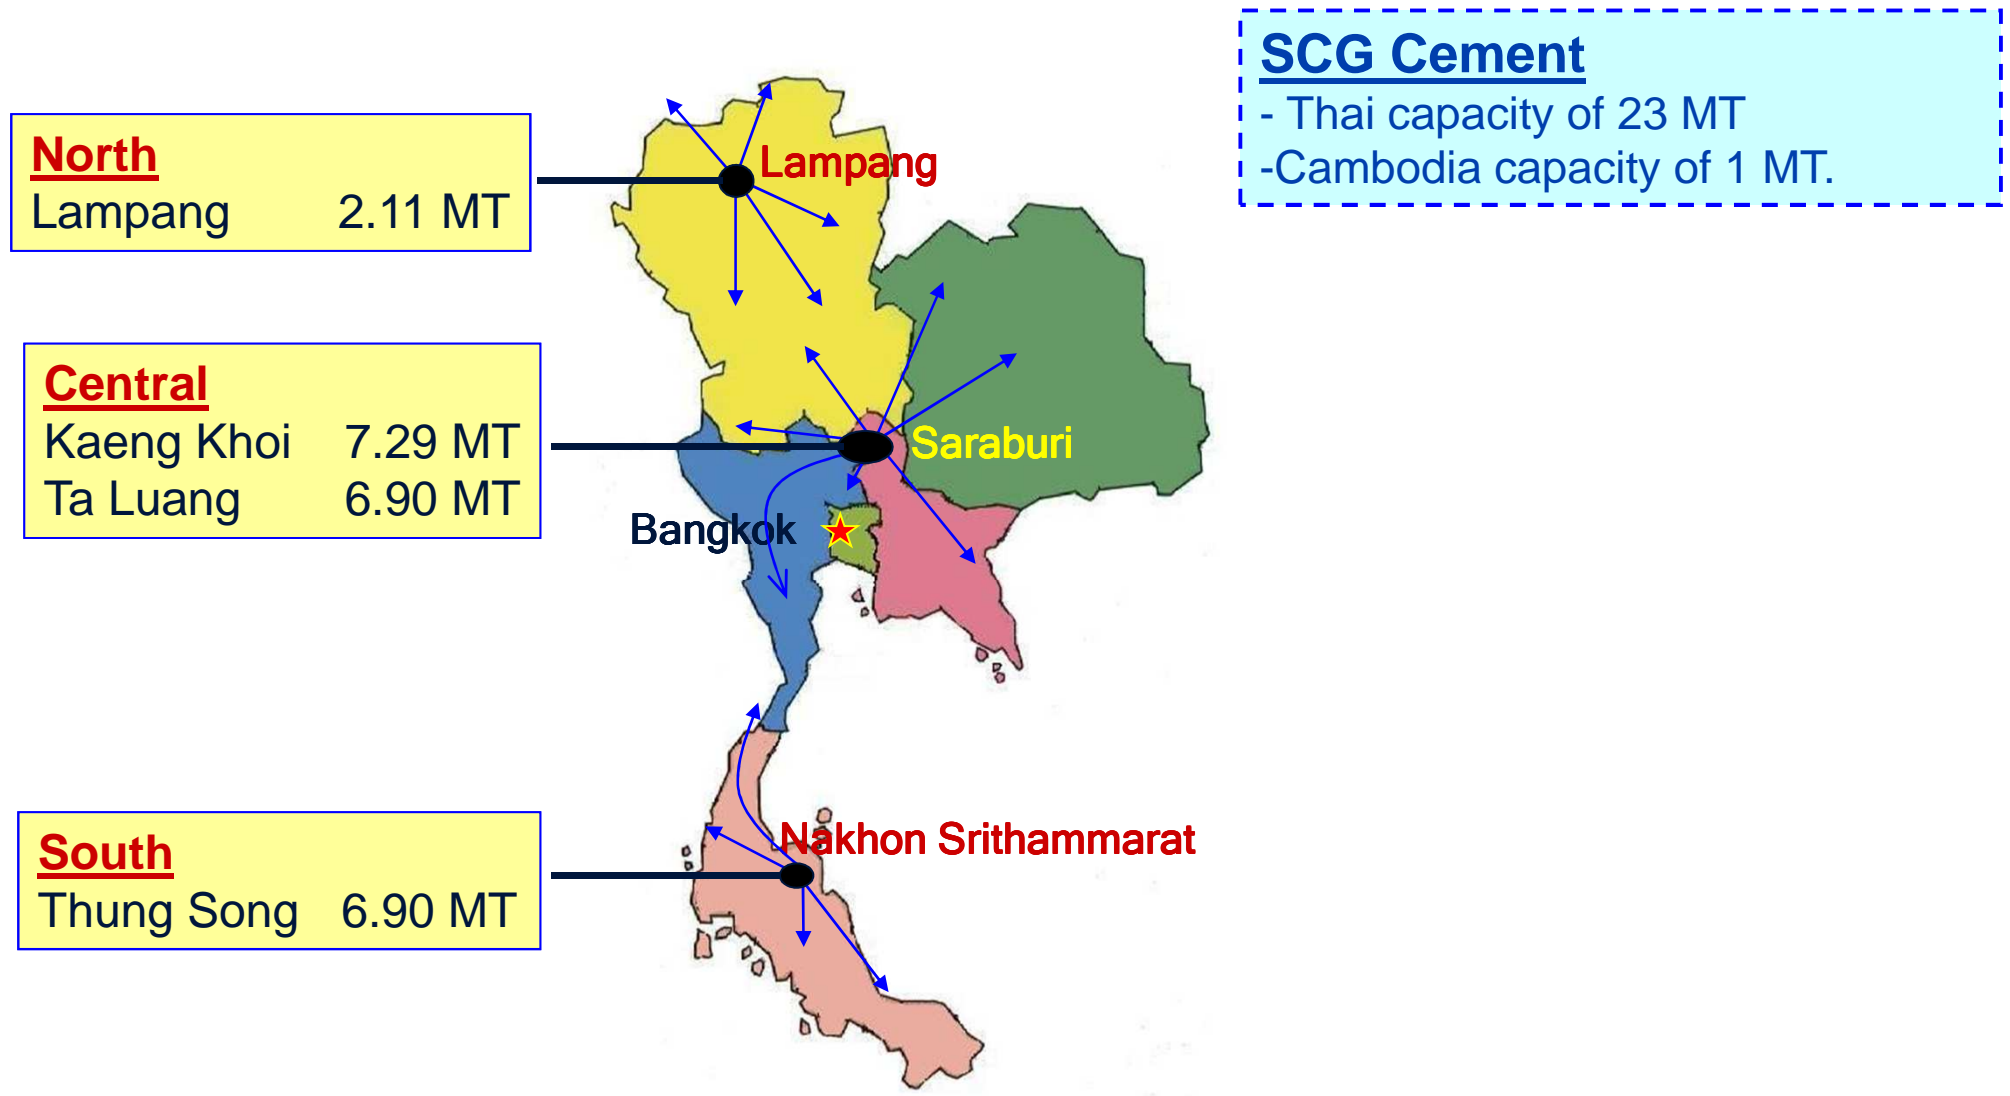 SCG Cement
- Thai capacity of 23 MT
-Cambodia capacity of 1 MT.
North
Lampang 2.11 MT
Lampang
Central
Kaeng Khoi 7.29 MT
Ta Luang 6.90 MT
Saraburi
Bangkok
South
Thung Song 6.90 MT
Nakhon Srithammarat